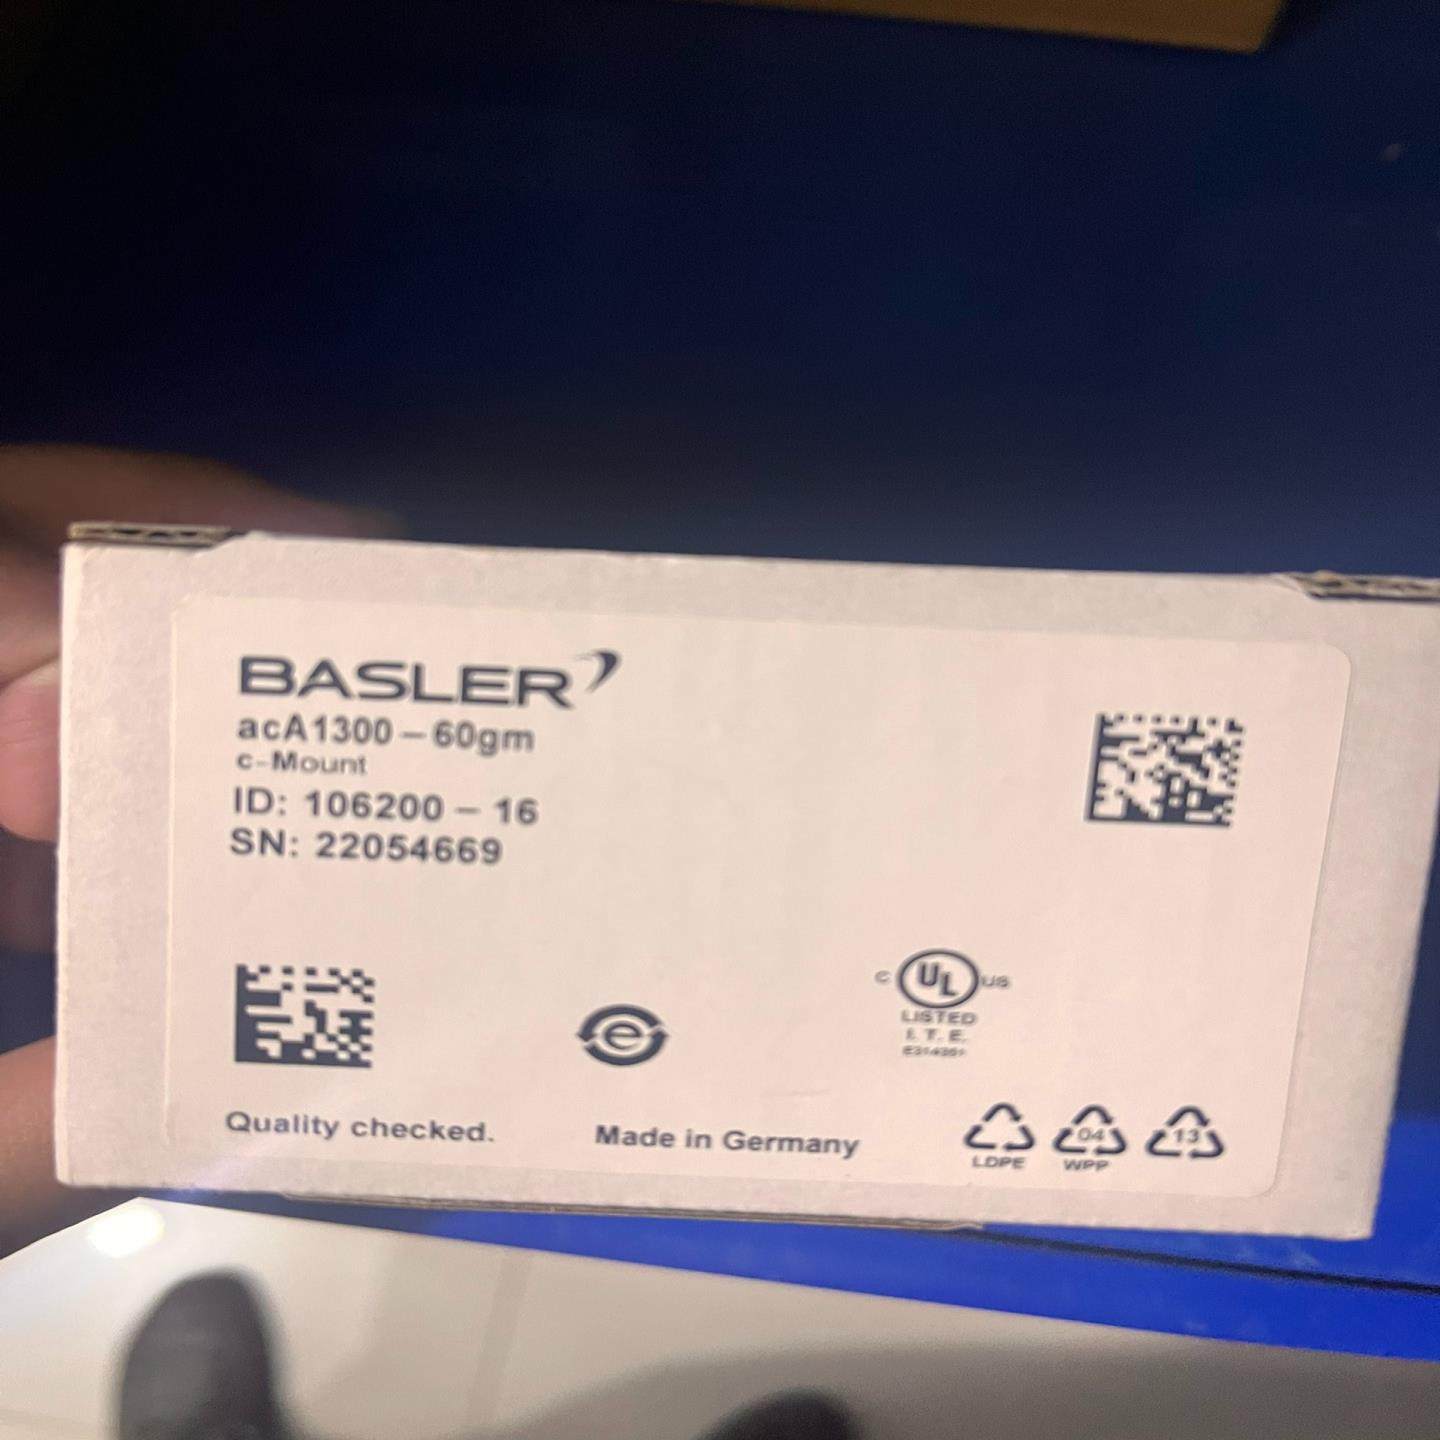 BASLER
acA1300-60gm
c-Mount
ID: 106200-16
SN: 22054669
c UL us
LISTED
I. T. E.
e
Quality checked.
Made in Germany
04
13
LDPE
WPP